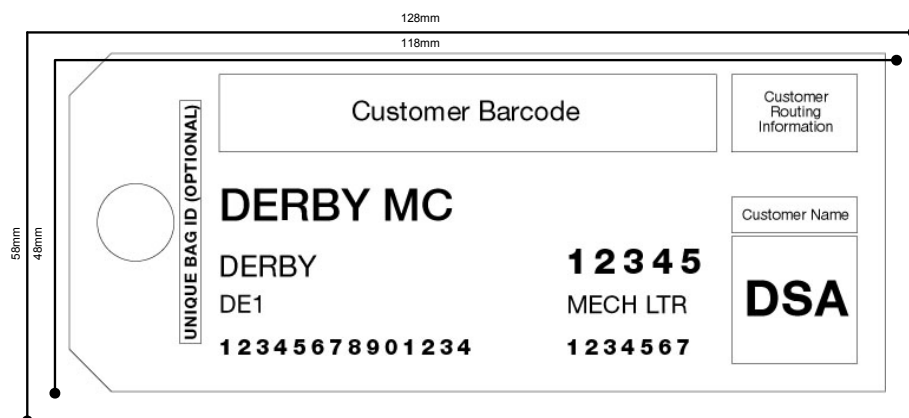 128mm
118mm
58mm
48mm
UNIQUE BAG ID (OPTIONAL)
Customer Barcode
Customer
Routing
Information
DERBY MC
Customer Name
DERBY
12345
DE1
MECH LTR
DSA
12345678901234
1234567